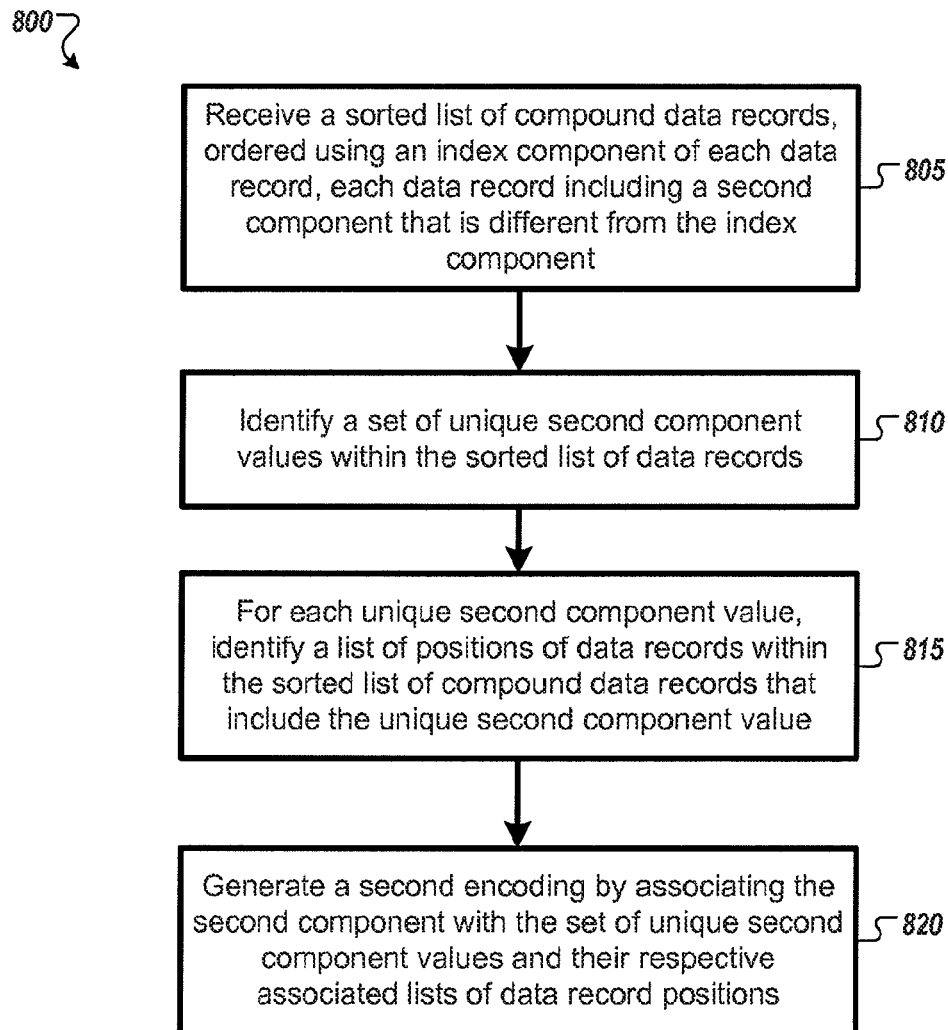 800
Receive a sorted list of compound data records,
ordered using an index component of each data
record, each data record including a second
component that is different from the index
component
805
Identify a set of unique second component
values within the sorted list of data records
810
For each unique second component value,
identify a list of positions of data records within
the sorted list of compound data records that
include the unique second component value
815
Generate a second encoding by associating the
second component with the set of unique second
component values and their respective
associated lists of data record positions
820